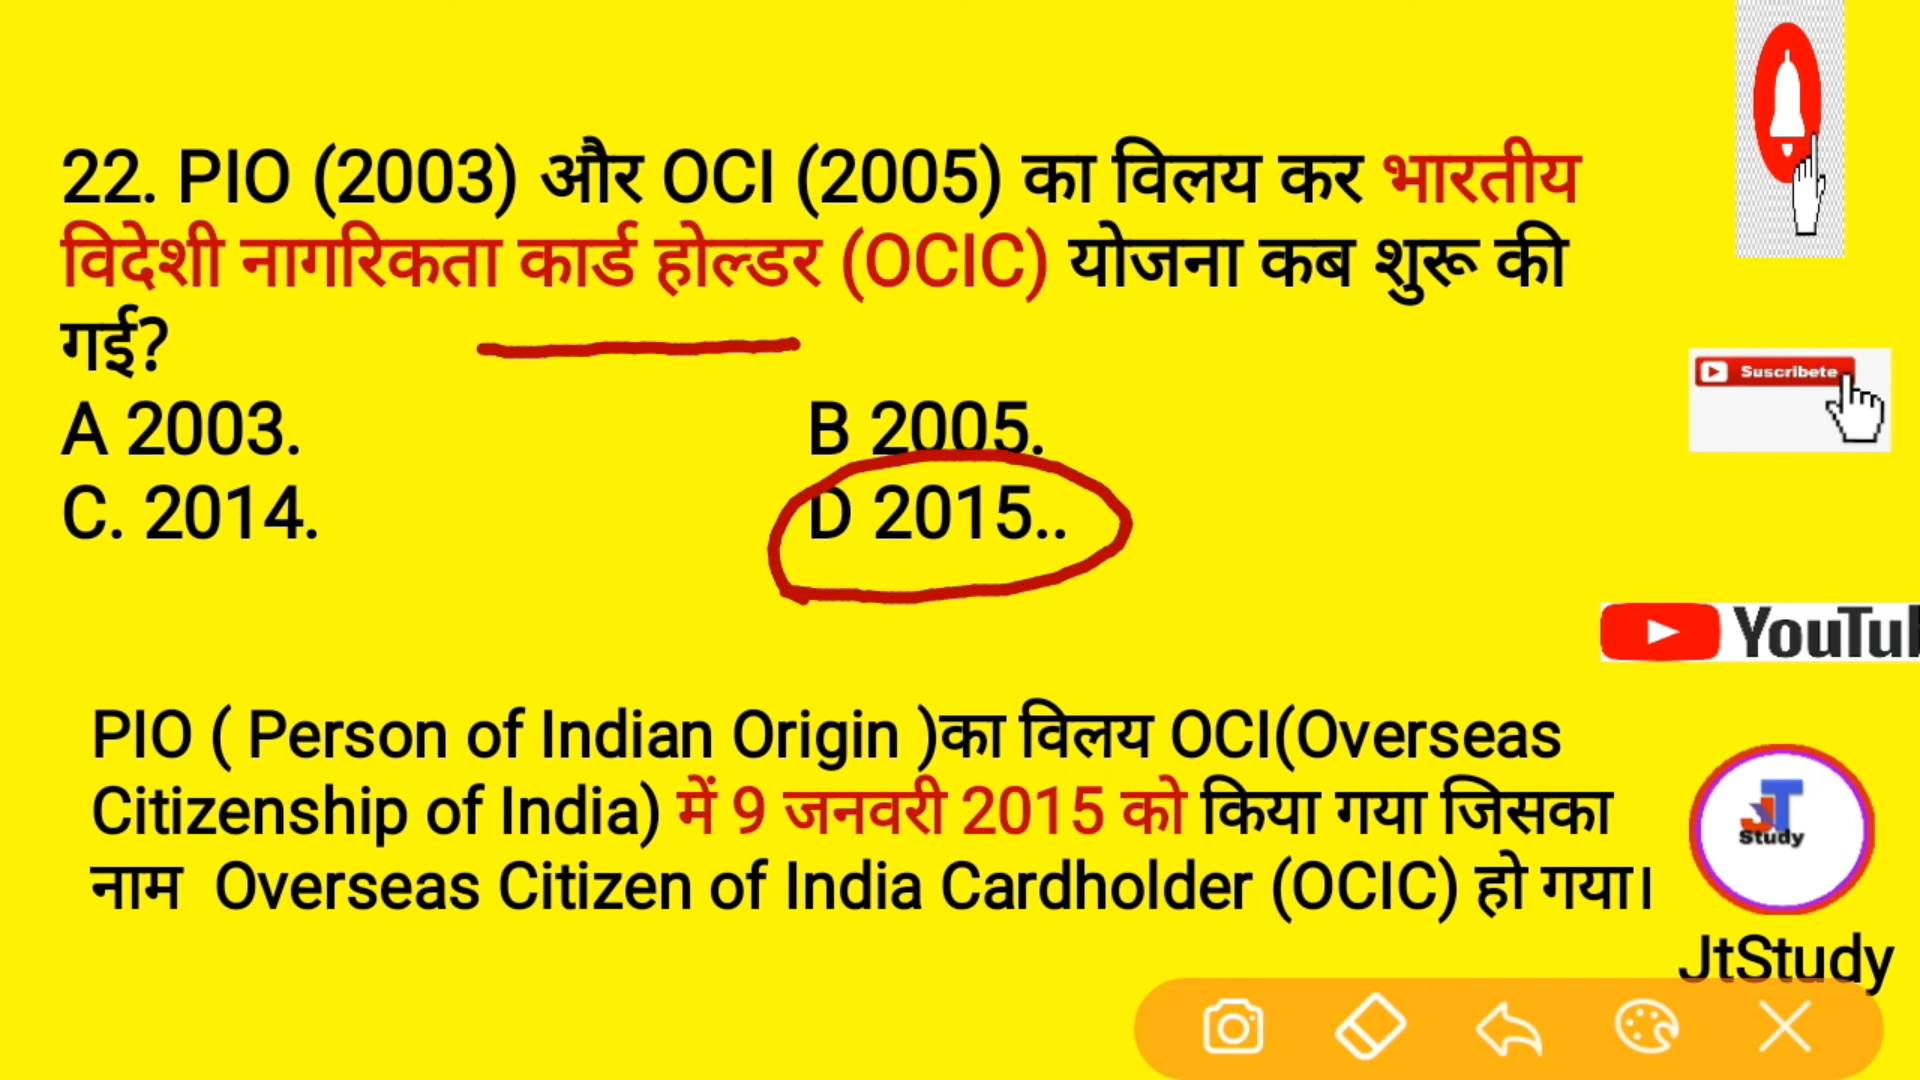 22. PIO (2003) और OCI (2005) का विलय कर भारतीय
विदेशी नागरिकता कार्ड होल्डर (OCIC) योजना कब शुरू की
गई?
A 2003.
B 2005.
C. 2014.
D 2015..
PIO ( Person of Indian Origin )का विलय OCI(Overseas
Citizenship of India) में 9 जनवरी 2015 को किया गया जिसका
नाम Overseas Citizen of India Cardholder (OCIC) हो गया।
Suscribete
YouTu
JT
Study
JtStudy